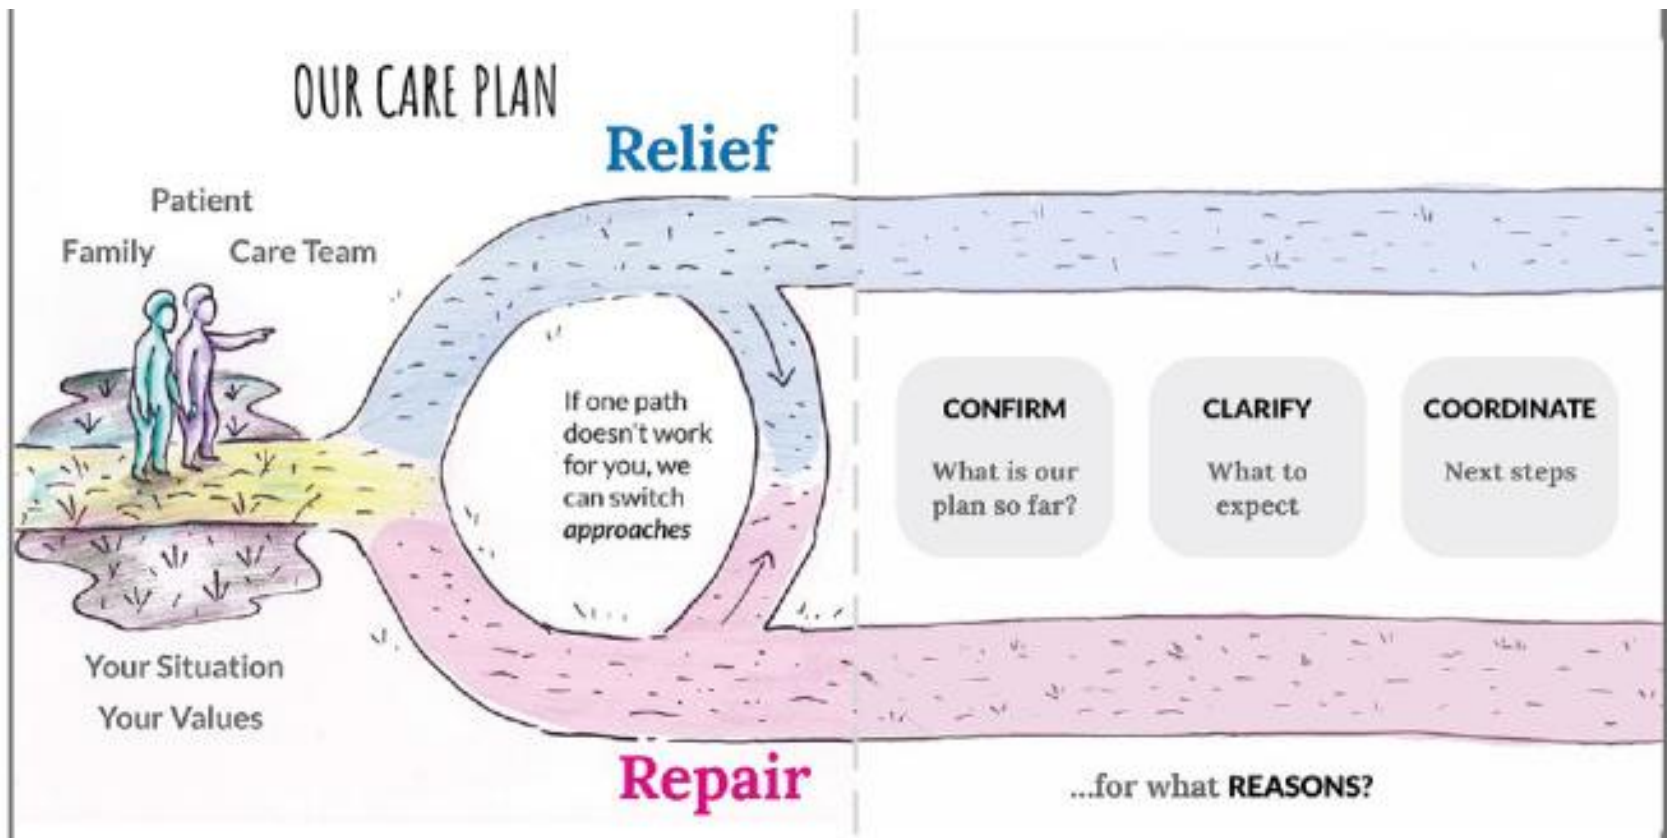 OUR CARE PLAN
Relief
Patient
Family
Care Team
If one path
doesn't work
for you, we
can switch
approaches
Your Situation
Your Values
Repair
CONFIRM
What is our
plan so far?
CLARIFY
What to
expect
COORDINATE
Next steps
...for what REASONS?